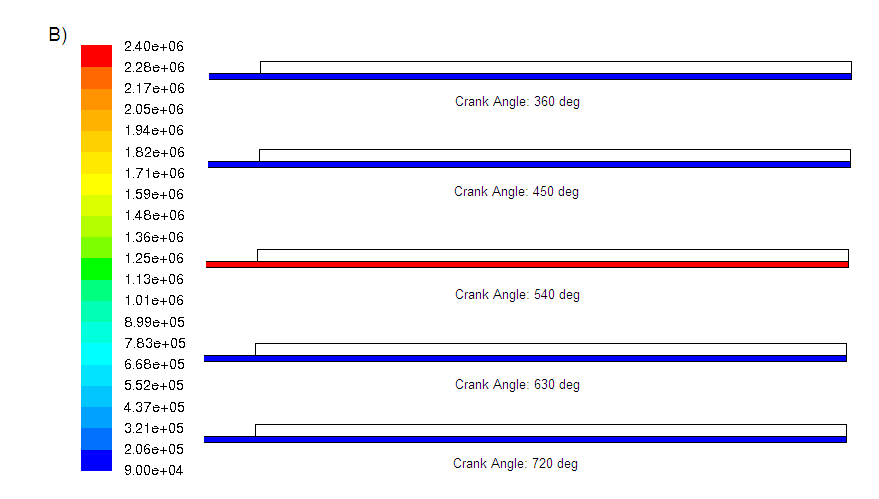 B)
2.40e+06
2.28e+06
2.17e+06
2.05e+06
1.94e+06
1.82e+06
1.71e+06
1.59e+06
1.48e+06
1.36e+06
1.25e+06
1.13e+06
1.01e+06
8.99e+05
7.83e+05
6.68e+05
5.52e+05
4.37e+05
3.21e+05
2.06e+05
9.00e+04
Crank Angle: 360 deg
Crank Angle: 450 deg
Crank Angle: 540 deg
Crank Angle: 630 deg
Crank Angle: 720 deg